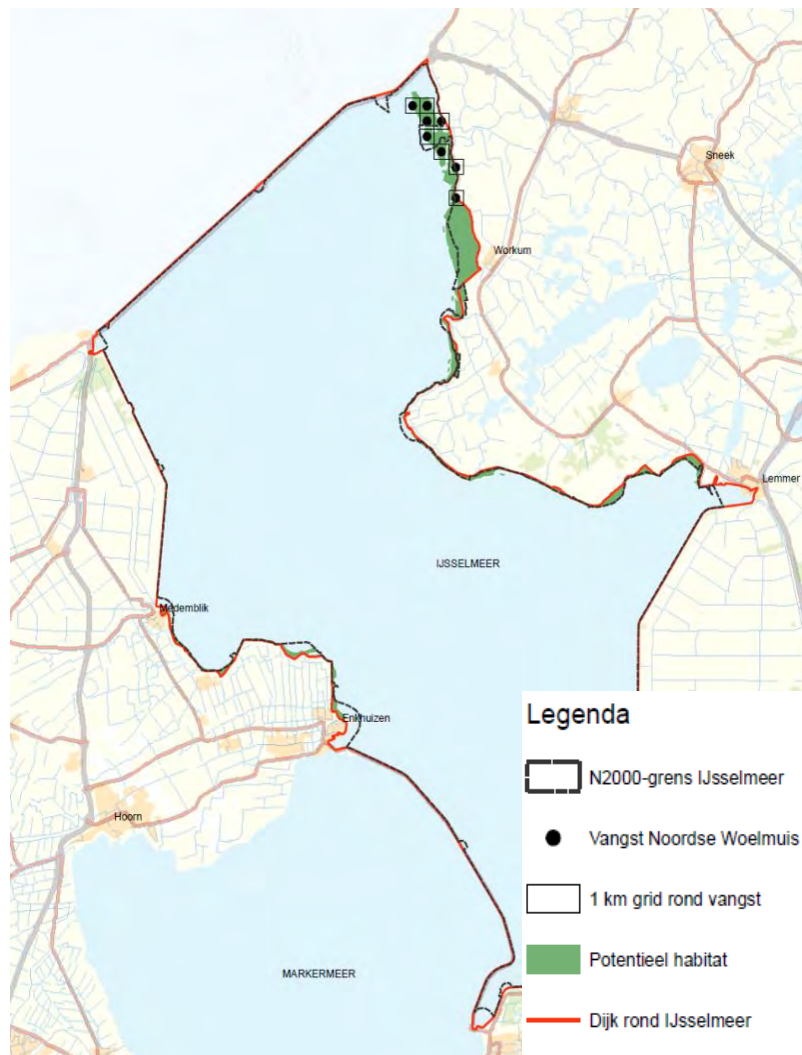 Sneek
Workum
Lemmer
IJSSELMEER
Medemblik
Enkhuizen
Hoorn
MARKERMEER
Legenda
N2000-grens IJsselmeer
Vangst Noordse Woelmuis
1 km grid rond vangst
Potentieel habitat
Dijk rond IJsselmeer